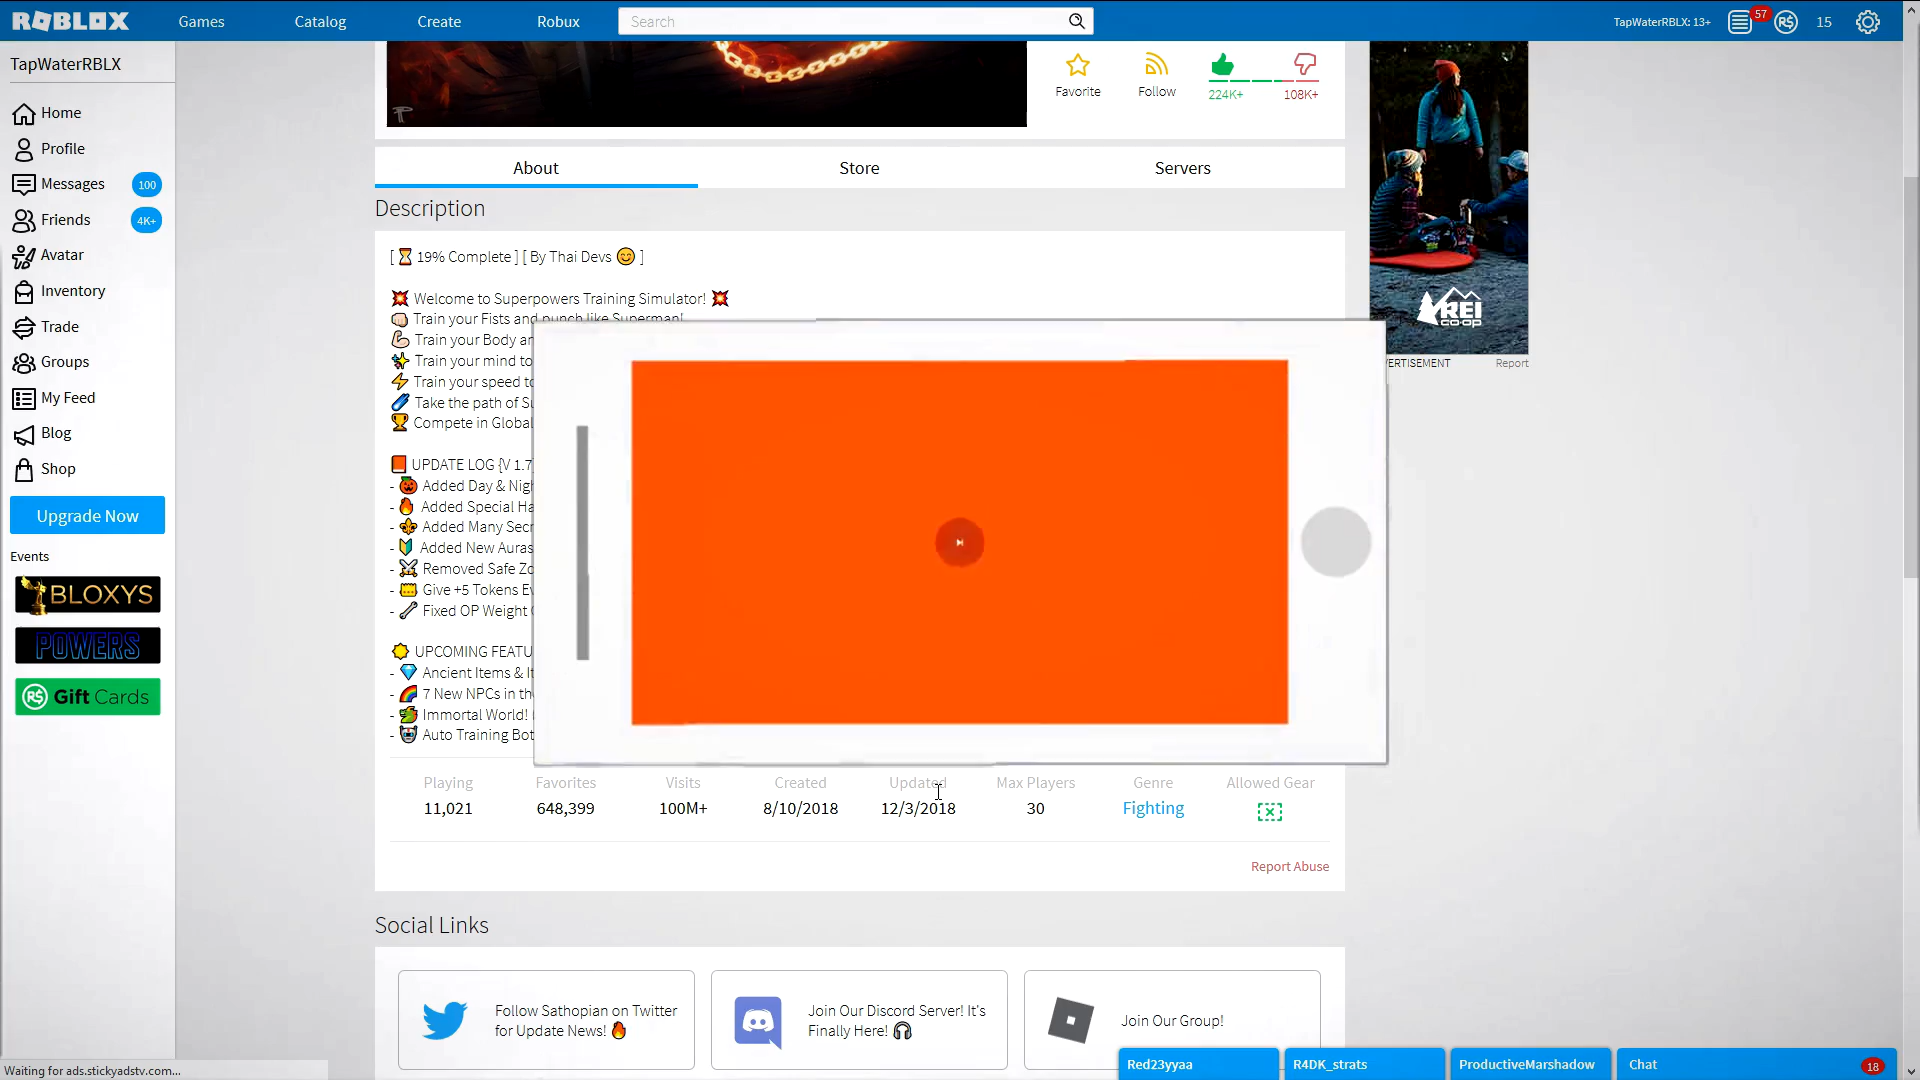 ROBLOX
Games
Catalog
Create
Robux
Search
TapWaterRBLX: 13+
57
15
TapWaterRBLX
Home
Profile
Messages
100
Friends
4K+
Avatar
Inventory
Trade
Groups
My Feed
Blog
Shop
Upgrade Now
Events
BLOXYS
POWERS
Gift Cards
Favorite
Follow
224K+
108K+
About
Store
Servers
Description
[ ⏳ 19% Complete ] [ By Thai Devs 😊 ]
💥 Welcome to Superpowers Training Simulator! 💥
👊 Train your Fists and punch like Superman!
💪 Train your Body
✨ Train your mind to
⚡ Train your speed
☄️ Take the path of
🏆 Compete in Global
📕 UPDATE LOG {V 1.7
- 🎃 Added Day &
- 🔥 Added Special
- ⚜️ Added Many
- 🔰 Added New Auras
- ⚔️ Removed Safe
- 🎫 Give +5 Tokens
- 🔧 Fixed OP Weight
🌟 UPCOMING
- 💎 Ancient Items &
- 🌈 7 New NPCs in
- 🐲 Immortal World!
- 🤖 Auto Training
Playing
Favorites
Visits
Created
Updated
Max Players
Genre
Allowed Gear
11,021
648,399
100M+
8/10/2018
12/3/2018
30
Fighting
Report Abuse
REI
CO·OP
Report
Social Links
Follow Sathopian on Twitter
for Update News! 🔥
Join Our Discord Server! It's
Finally Here! 🎧
Join Our Group!
Waiting for ads.stickyadstv.com...
Red23yyaa
R4DK_strats
ProductiveMarshadow
Chat
18